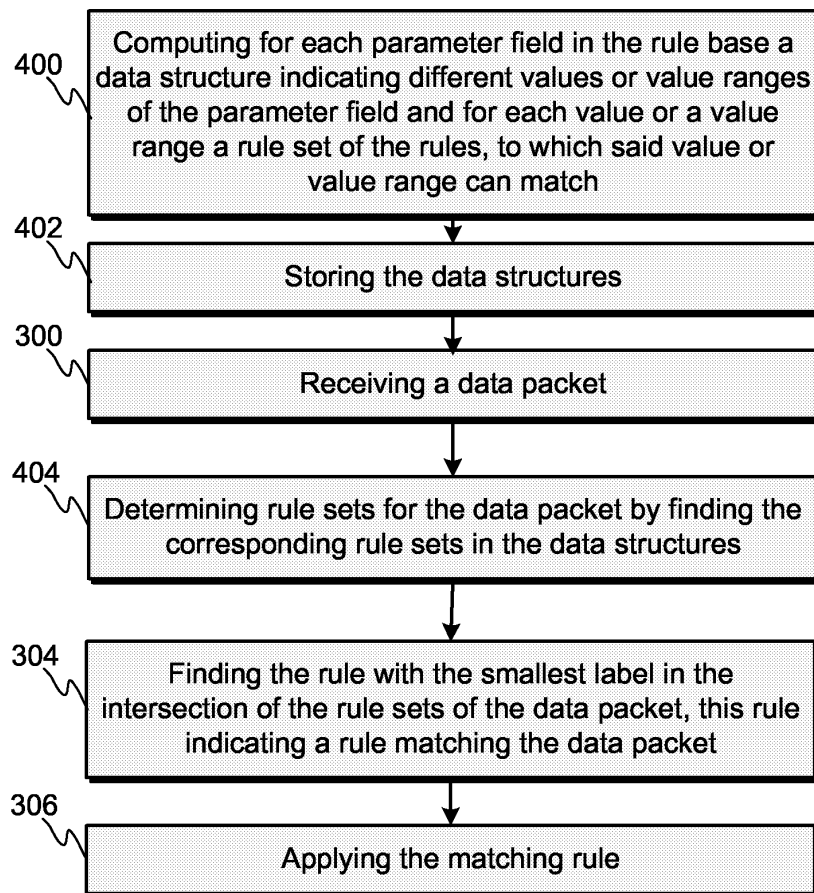 400
Computing for each parameter field in the rule base a
data structure indicating different values or value ranges
of the parameter field and for each value or a value
range a rule set of the rules, to which said value or
value range can match
402
Storing the data structures
300
Receiving a data packet
404
Determining rule sets for the data packet by finding the
corresponding rule sets in the data structures
304
Finding the rule with the smallest label in the
intersection of the rule sets of the data packet, this rule
indicating a rule matching the data packet
306
Applying the matching rule